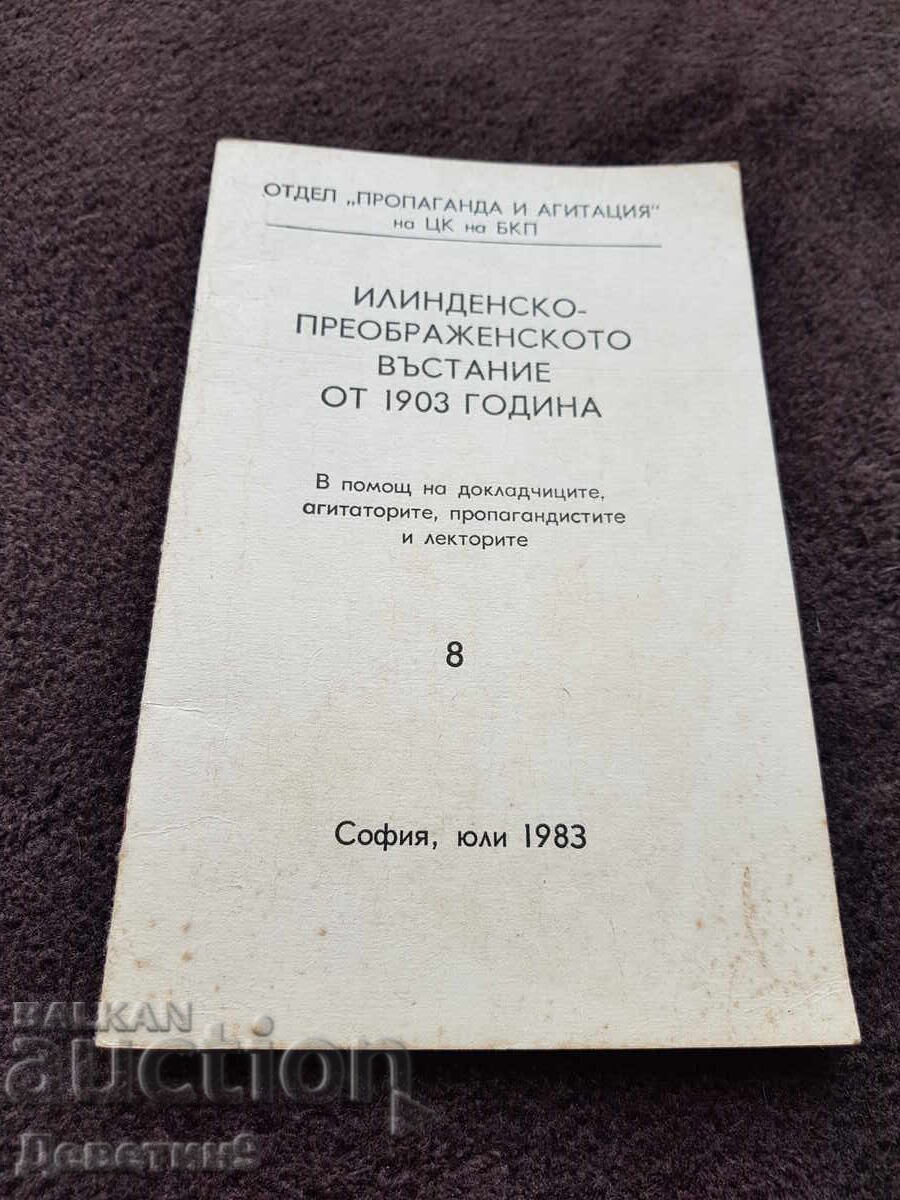 ОТДЕЛ „ПРОПАГАНДА И АГИТАЦИЯ"
на ЦК на БКП
ИЛИНДЕНСКО-
ПРЕОБРАЖЕНСКОТО
ВЪСТАНИЕ
ОТ 1903 ГОДИНА
В помощ на докладчиците,
агитаторите, пропагандистите
и лекторите
8
София, юли 1983
BALKAN
auction
Деветин9